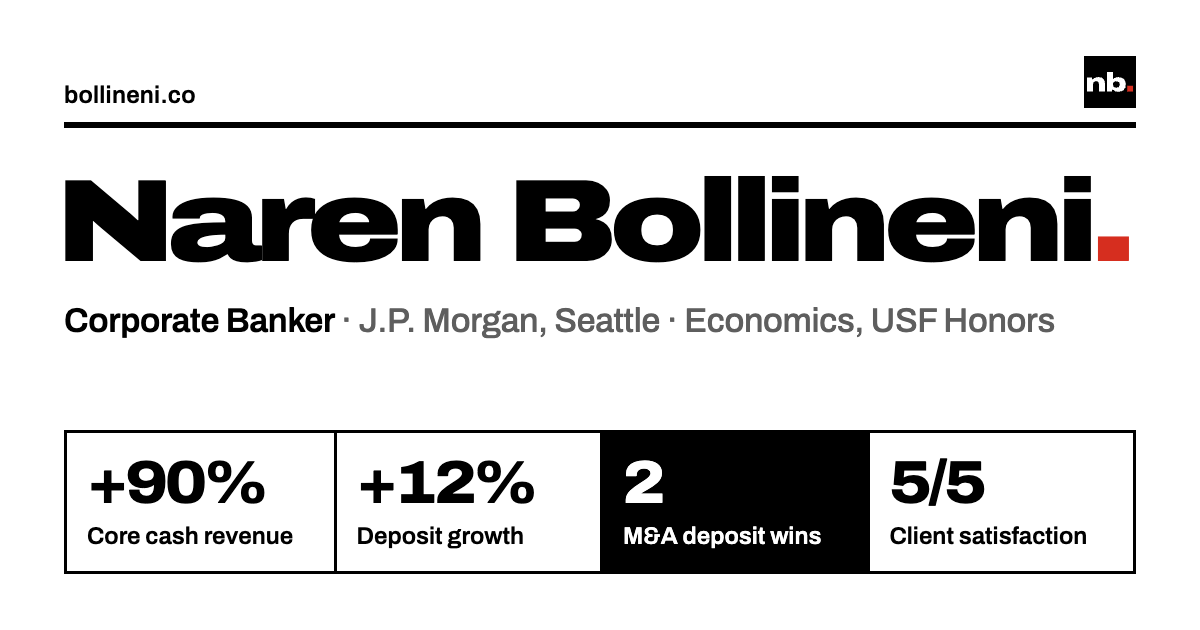 bollineni.co
nb.
Naren Bollineni.
Corporate Banker · J.P. Morgan, Seattle · Economics, USF Honors
+90%
Core cash revenue
+12%
Deposit growth
2
M&A deposit wins
5/5
Client satisfaction